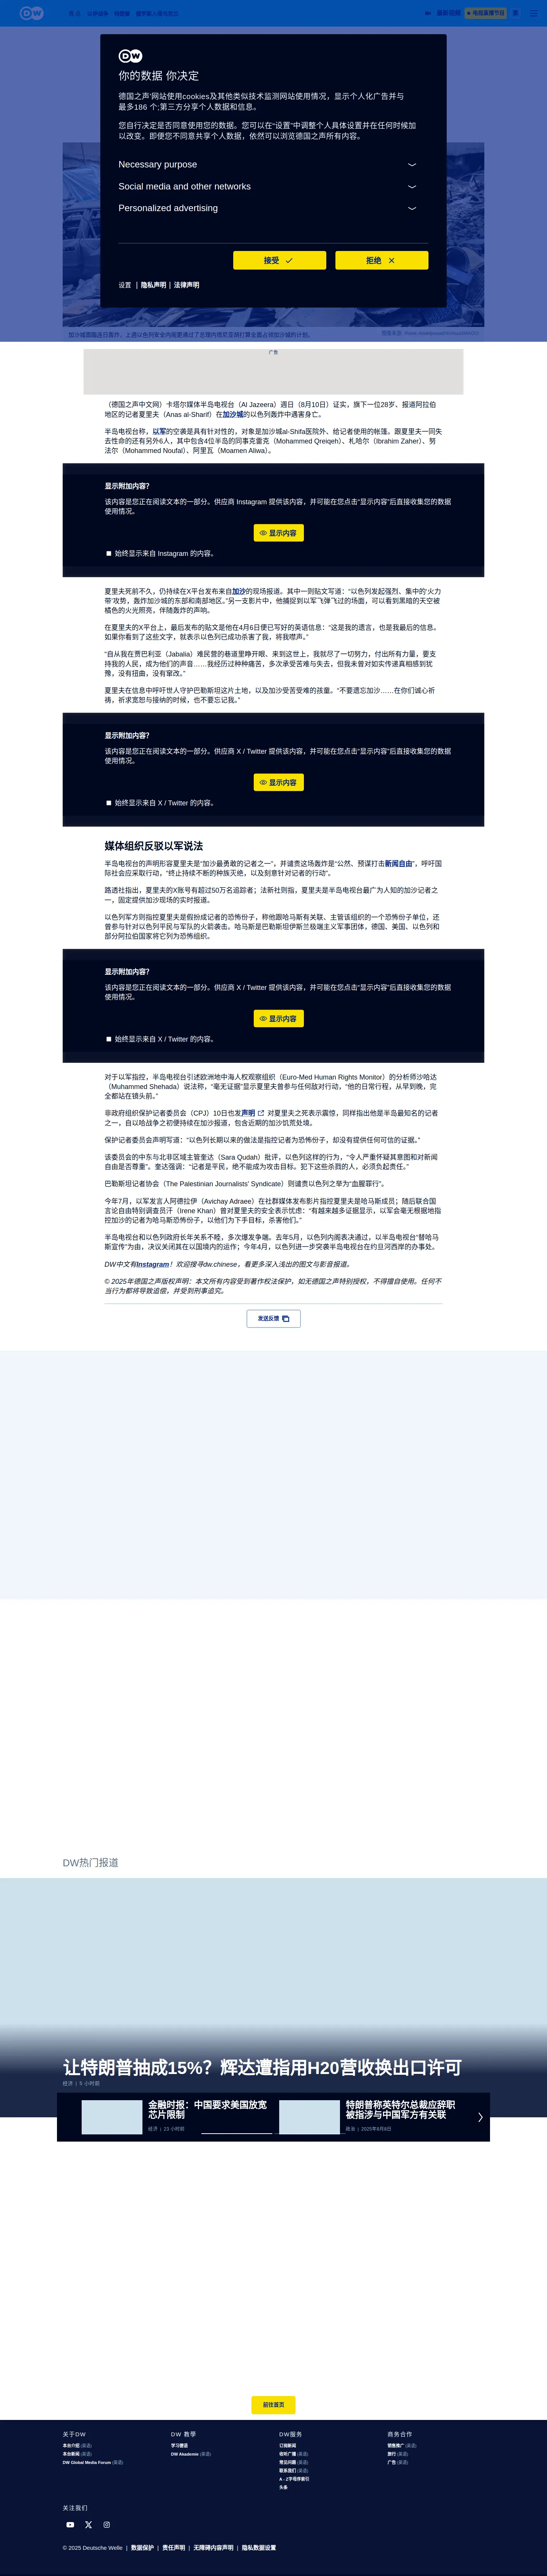 DW
你的数据 你决定
德国之声'网站使用cookies及其他类似技术监测网站使用情况，显示个人化广告并与
最多186 个;第三方分享个人数据和信息。
您自行决定是否同意使用您的数据。您可以在“设置”中调整个人具体设置并在任何时候加
以改变。即便您不同意共享个人数据，依然可以浏览德国之声所有内容。
Necessary purpose
Social media and other networks
Personalized advertising
接受
拒绝
设置 | 隐私声明 | 法律声明
广告
（德国之声中文网）卡塔尔媒体半岛电视台（Al Jazeera）週日（8月10日）证实，旗下一位28岁、报道阿拉伯
地区的记者夏里夫（Anas al-Sharif）在加沙城的以色列轰炸中遇害身亡。
半岛电视台称，以军的空袭是具有针对性的，对象是加沙城al-Shifa医院外、给记者使用的帐篷。跟夏里夫一同失
去性命的还有另外6人，其中包含4位半岛的同事克雷克（Mohammed Qreiqeh）、札哈尔（Ibrahim Zaher）、努
法尔（Mohammed Noufal）、阿里瓦（Moamen Aliwa）。
显示附加内容?
该内容是您正在阅读文本的一部分。供应商 Instagram 提供该内容，并可能在您点击“显示内容”后直接收集您的数据
使用情况。
显示内容
始终显示来自 Instagram 的内容。
夏里夫死前不久，仍持续在X平台发布来自加沙的现场报道。其中一则贴文写道：“以色列发起强烈、集中的‘火力
带’攻势，轰炸加沙城的东部和南部地区。”另一支影片中，他捕捉到以军飞弹飞过的场面，可以看到黑暗的天空被
橘色的火光照亮，伴随轰炸的声响。
在夏里夫的X平台上，最后发布的贴文是他在4月6日便已写好的英语信息：“这是我的遗言，也是我最后的信息。
如果你看到了这些文字，就表示以色列已成功杀害了我，将我噤声。”
“自从我在贾巴利亚（Jabalia）难民營的巷道里睁开眼、来到这世上，我就尽了一切努力，付出所有力量，要支
持我的人民，成为他们的声音……我经历过种种痛苦，多次承受苦难与失去，但我未曾对如实传递真相感到犹
豫，没有扭曲，没有窜改。”
夏里夫在信息中呼吁世人守护巴勒斯坦这片土地，以及加沙受苦受难的孩童。“不要遗忘加沙……在你们诚心祈
祷，祈求宽恕与接纳的时候，也不要忘记我。”
显示附加内容?
该内容是您正在阅读文本的一部分。供应商 X / Twitter 提供该内容，并可能在您点击“显示内容”后直接收集您的数据
使用情况。
显示内容
始终显示来自 X / Twitter 的内容。
媒体组织反驳以军说法
半岛电视台的声明形容夏里夫是“加沙最勇敢的记者之一”，并谴责这场轰炸是“公然、预谋打击新闻自由”，呼吁国
际社会应采取行动，“终止持续不断的种族灭绝，以及刻意针对记者的行动”。
路透社指出，夏里夫的X账号有超过50万名追踪者；法新社则指，夏里夫是半岛电视台最广为人知的加沙记者之
一，固定提供加沙现场的实时报道。
以色列军方则指控夏里夫是假扮成记者的恐怖份子，称他跟哈马斯有关联、主管该组织的一个恐怖份子单位，还
曾参与针对以色列平民与军队的火箭袭击。哈马斯是巴勒斯坦伊斯兰极端主义军事团体，德国、美国、以色列和
部分阿拉伯国家将它列为恐怖组织。
显示附加内容?
该内容是您正在阅读文本的一部分。供应商 X / Twitter 提供该内容，并可能在您点击“显示内容”后直接收集您的数据
使用情况。
显示内容
始终显示来自 X / Twitter 的内容。
对于以军指控，半岛电视台引述欧洲地中海人权观察组织（Euro-Med Human Rights Monitor）的分析师沙哈达
（Muhammed Shehada）说法称，“毫无证据”显示夏里夫曾参与任何敌对行动，“他的日常行程，从早到晚，完
全都站在镜头前。”
非政府组织保护记者委员会（CPJ）10日也发声明 对夏里夫之死表示震惊，同样指出他是半岛最知名的记者
之一，自以哈战争之初便持续在加沙报道，包含近期的加沙饥荒处境。
保护记者委员会声明写道：“以色列长期以来的做法是指控记者为恐怖份子，却没有提供任何可信的证据。”
该委员会的中东与北非区域主管奎达（Sara Qudah）批评，以色列这样的行为，“令人严重怀疑其意图和对新闻
自由是否尊重”。奎达强调：“记者是平民，绝不能成为攻击目标。犯下这些杀戮的人，必须负起责任。”
巴勒斯坦记者协会（The Palestinian Journalists' Syndicate）则谴责以色列之举为“血腥罪行”。
今年7月，以军发言人阿德拉伊（Avichay Adraee）在社群媒体发布影片指控夏里夫是哈马斯成员；随后联合国
言论自由特别调查员汗（Irene Khan）曾对夏里夫的安全表示忧虑：“有越来越多证据显示，以军会毫无根据地指
控加沙的记者为哈马斯恐怖份子，以他们为下手目标，杀害他们。”
半岛电视台和以色列政府长年关系不睦，多次爆发争端。去年5月，以色列内阁表决通过，以半岛电视台“替哈马
斯宣传”为由，决议关闭其在以国境内的运作；今年4月，以色列进一步突袭半岛电视台在约旦河西岸的办事处。
DW中文有Instagram！欢迎搜寻dw.chinese，看更多深入浅出的图文与影音报道。
© 2025年德国之声版权声明：本文所有内容受到著作权法保护，如无德国之声特别授权，不得擅自使用。任何不
当行为都将导致追偿，并受到刑事追究。
发送反馈
DW热门报道
让特朗普抽成15%？辉达遭指用H20营收换出口许可
经济 | 5 小时前
金融时报：中国要求美国放宽
芯片限制
经济 | 23 小时前
特朗普称英特尔总裁应辞职
被指涉与中国军方有关联
政治 | 2025年8月8日
前往首页
关于DW
本台介绍 (英语)
本台新闻 (英语)
DW Global Media Forum (英语)
DW 教學
学习德语
DW Akademie (英语)
DW服务
订阅新闻
收听广播 (英语)
常见问题 (英语)
联系我们 (英语)
A - Z字母序索引
头条
商务合作
销售推广 (英语)
旅行 (英语)
广告 (英语)
关注我们
© 2025 Deutsche Welle | 数据保护 | 责任声明 | 无障碍内容声明 | 隐私数据设置